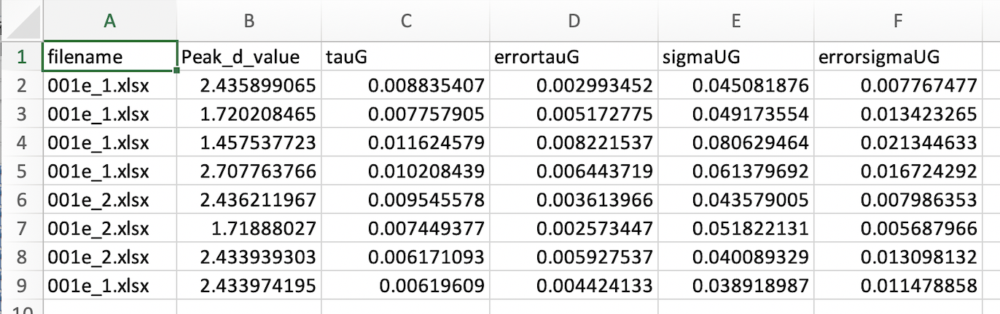 A B C D E F
1 filename Peak_d_value tauG errortauG sigmaUG errorsigmaUG
2 001e_1.xlsx 2.435899065 0.008835407 0.002993452 0.045081876 0.007767477
3 001e_1.xlsx 1.720208465 0.007757905 0.005172775 0.049173554 0.013423265
4 001e_1.xlsx 1.457537723 0.011624579 0.008221537 0.080629464 0.021344633
5 001e_1.xlsx 2.707763766 0.010208439 0.006443719 0.061379692 0.016724292
6 001e_2.xlsx 2.436211967 0.009545578 0.003613966 0.043579005 0.007986353
7 001e_2.xlsx 1.71888027 0.007449377 0.002573447 0.051822131 0.005687966
8 001e_2.xlsx 2.433939303 0.006171093 0.005927537 0.040089329 0.013098132
9 001e_1.xlsx 2.433974195 0.00619609 0.004424133 0.038918987 0.011478858
10